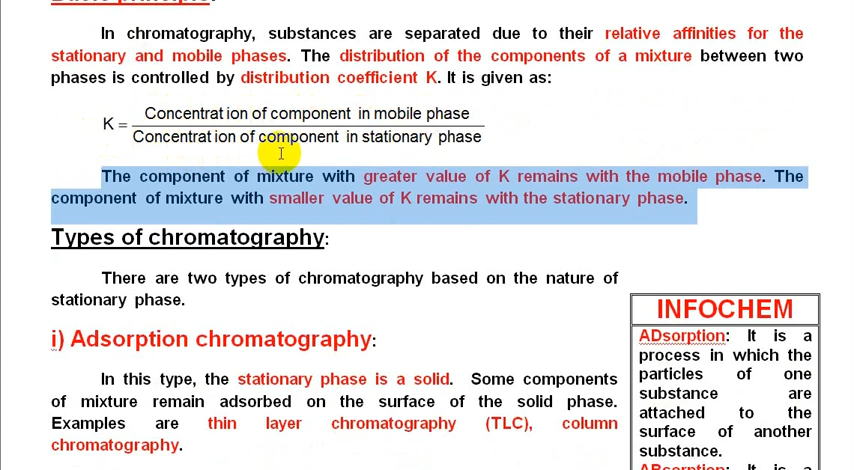 In chromatography, substances are separated due to their relative affinities for the
stationary and mobile phases. The distribution of the components of a mixture between two
phases is controlled by distribution coefficient K. It is given as:
K = Concentrat ion of component in mobile phase
Concentrat ion of component in stationary phase
The component of mixture with greater value of K remains with the mobile phase. The
component of mixture with smaller value of K remains with the stationary phase.
Types of chromatography:
There are two types of chromatography based on the nature of
stationary phase.
i) Adsorption chromatography:
In this type, the stationary phase is a solid. Some components
of mixture remain adsorbed on the surface of the solid phase.
Examples are thin layer chromatography (TLC), column
chromatography.
INFOCHEM
ADsorption: It is a
process in which the
particles of one
substance are
attached to the
surface of another
substance.